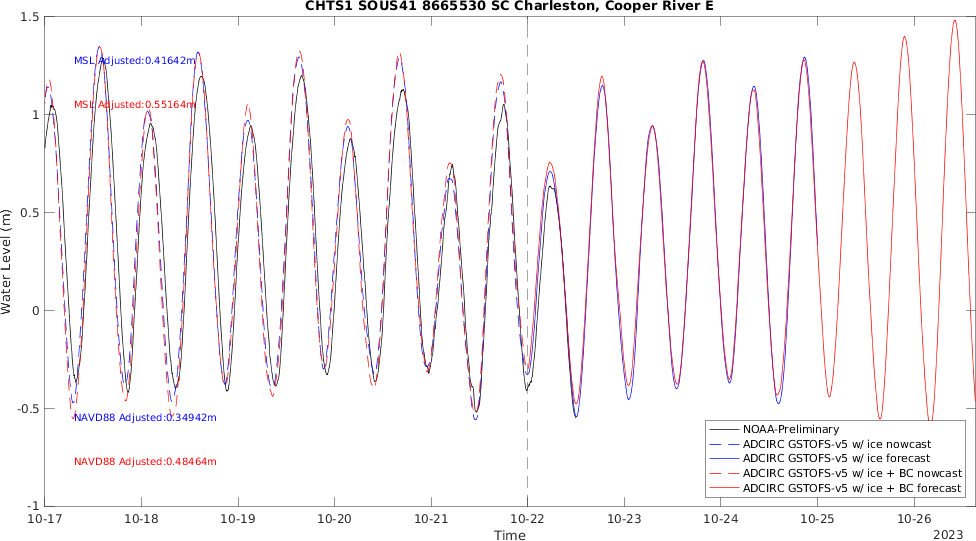 CHTS1 SOUS41 8665530 SC Charleston, Cooper River E
1.5
1
0.5
0
-0.5
-1
Water Level (m)
MSL Adjusted:0.41642m
MSL Adjusted:0.55164m
NAVD88 Adjusted:0.34942m
NAVD88 Adjusted:0.48464m
NOAA-Preliminary
ADCIRC GSTOFS-v5 w/ ice nowcast
ADCIRC GSTOFS-v5 w/ ice forecast
ADCIRC GSTOFS-v5 w/ ice + BC nowcast
ADCIRC GSTOFS-v5 w/ ice + BC forecast
10-17 10-18 10-19 10-20 10-21 10-22 10-23 10-24 10-25 10-26
Time
2023